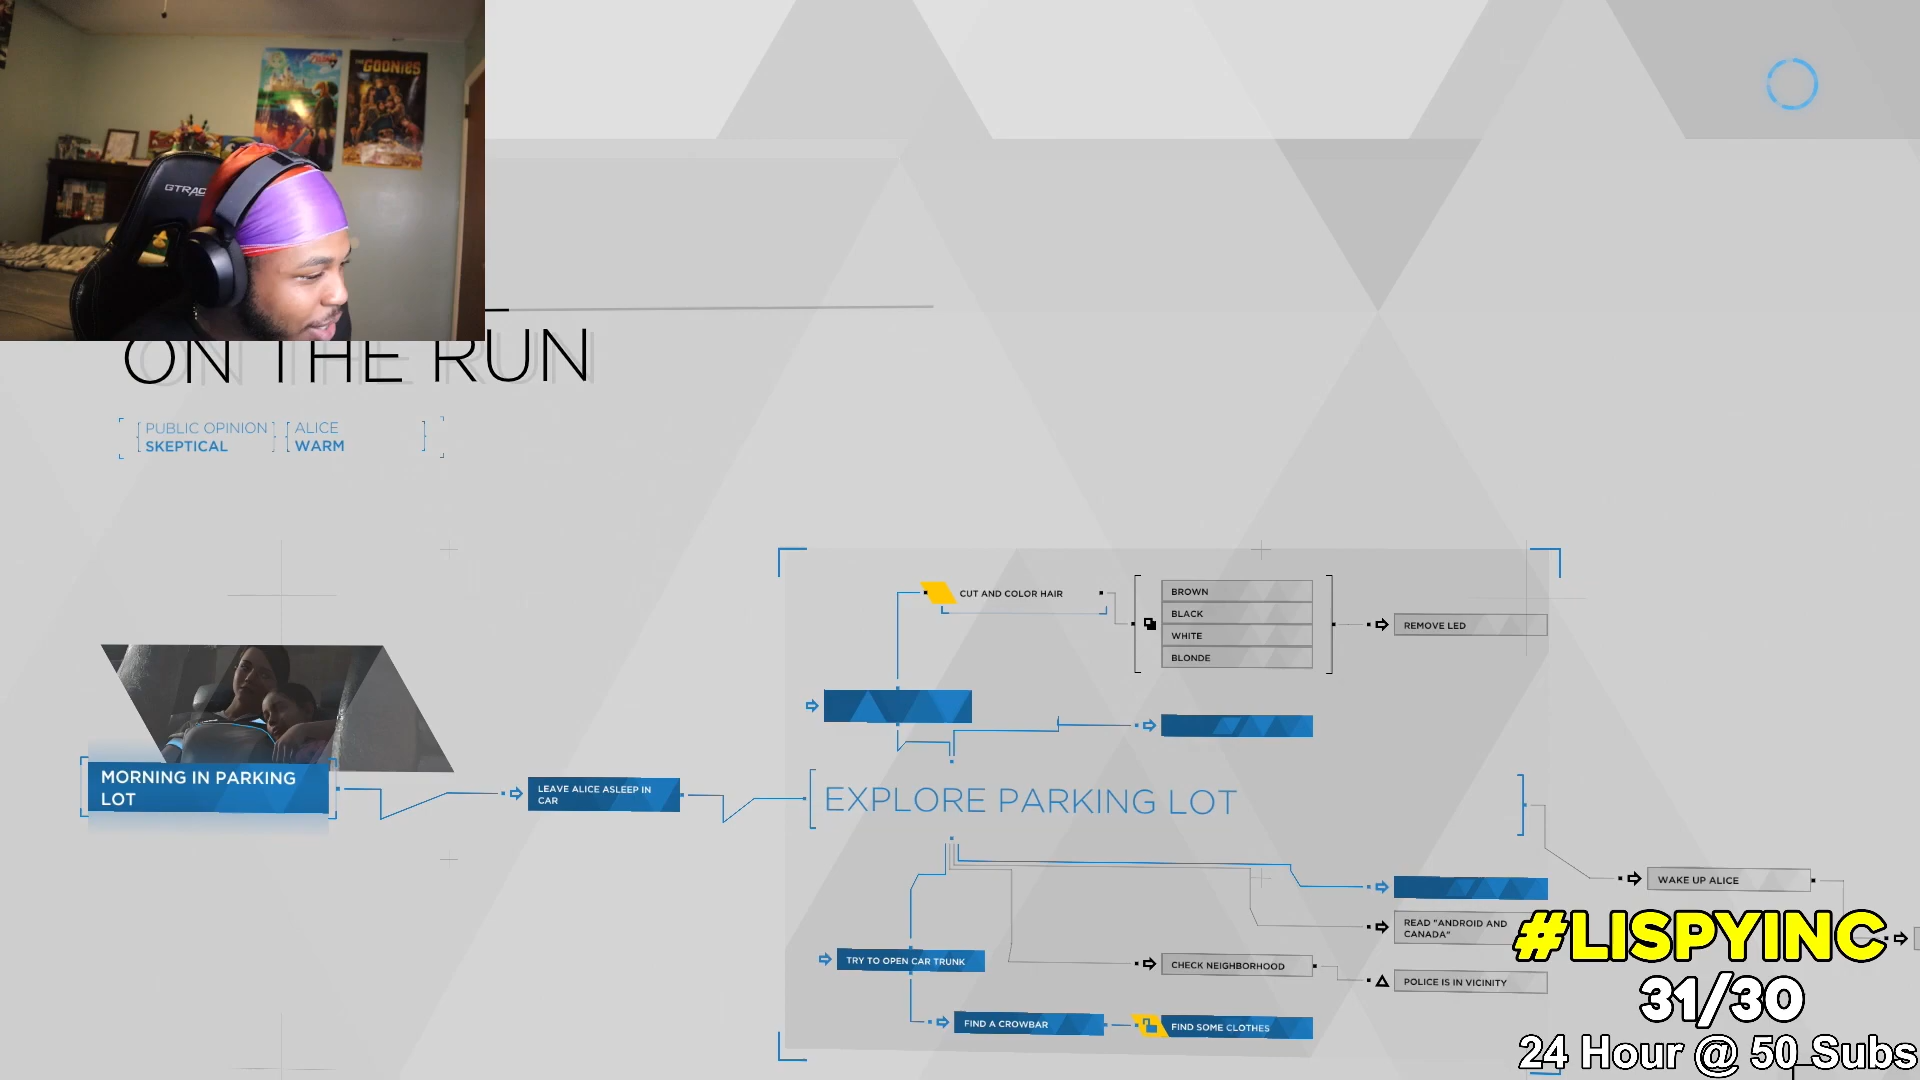 THE GOONIES
GTRAC
ON THE RUN
PUBLIC OPINION
SKEPTICAL
ALICE
WARM
CUT AND COLOR HAIR
BROWN
BLACK
WHITE
BLONDE
REMOVE LED
MORNING IN PARKING
LOT
LEAVE ALICE ASLEEP IN
CAR
EXPLORE PARKING LOT
WAKE UP ALICE
READ "ANDROID AND
CANADA"
TRY TO OPEN CAR TRUNK
CHECK NEIGHBORHOOD
POLICE IS IN VICINITY
FIND A CROWBAR
FIND SOME CLOTHES
#LISPYINC
31/30
24 Hour @ 50 Subs